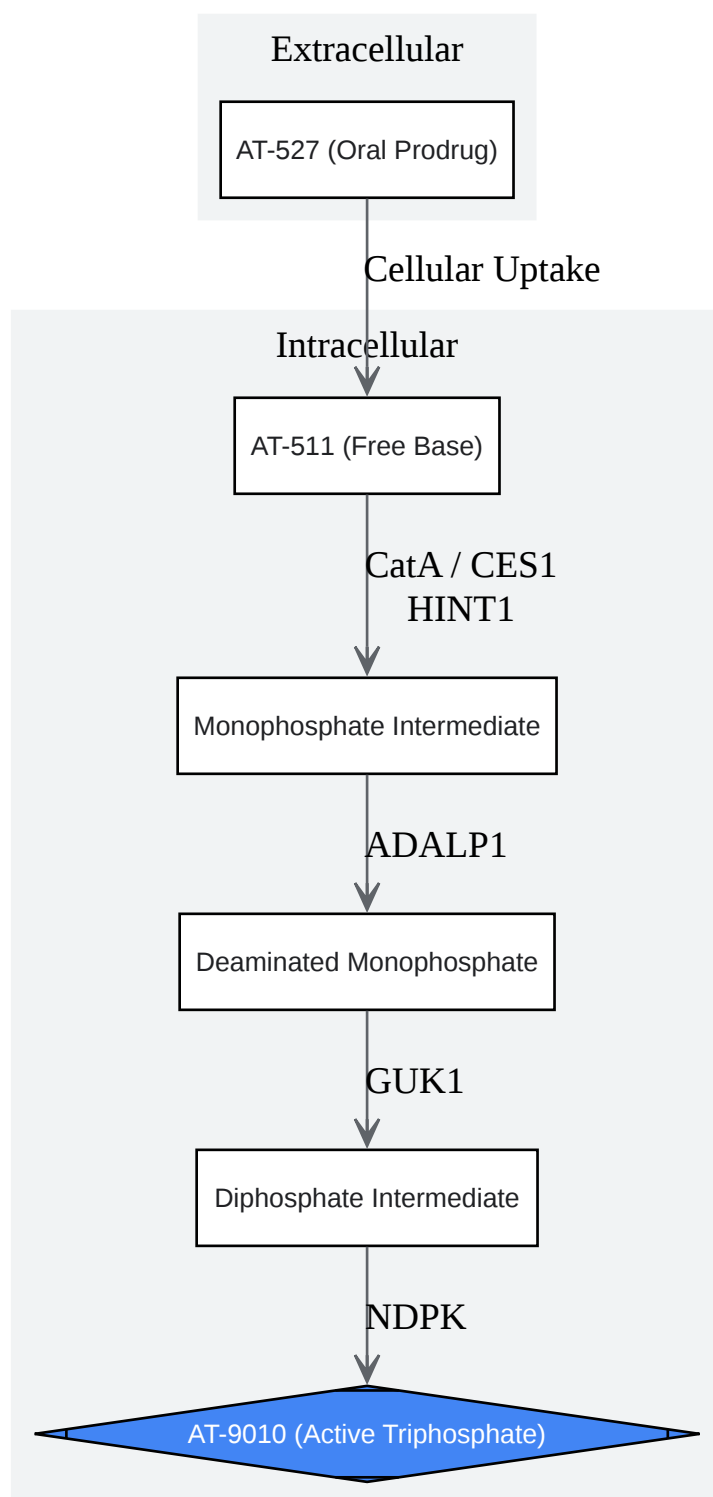 Extracellular
AT-527 (Oral Prodrug)
Cellular Uptake
Intracellular
AT-511 (Free Base)
CatA / CES1
HINT1
Monophosphate Intermediate
ADALP1
Deaminated Monophosphate
GUK1
Diphosphate Intermediate
NDPK
AT-9010 (Active Triphosphate)